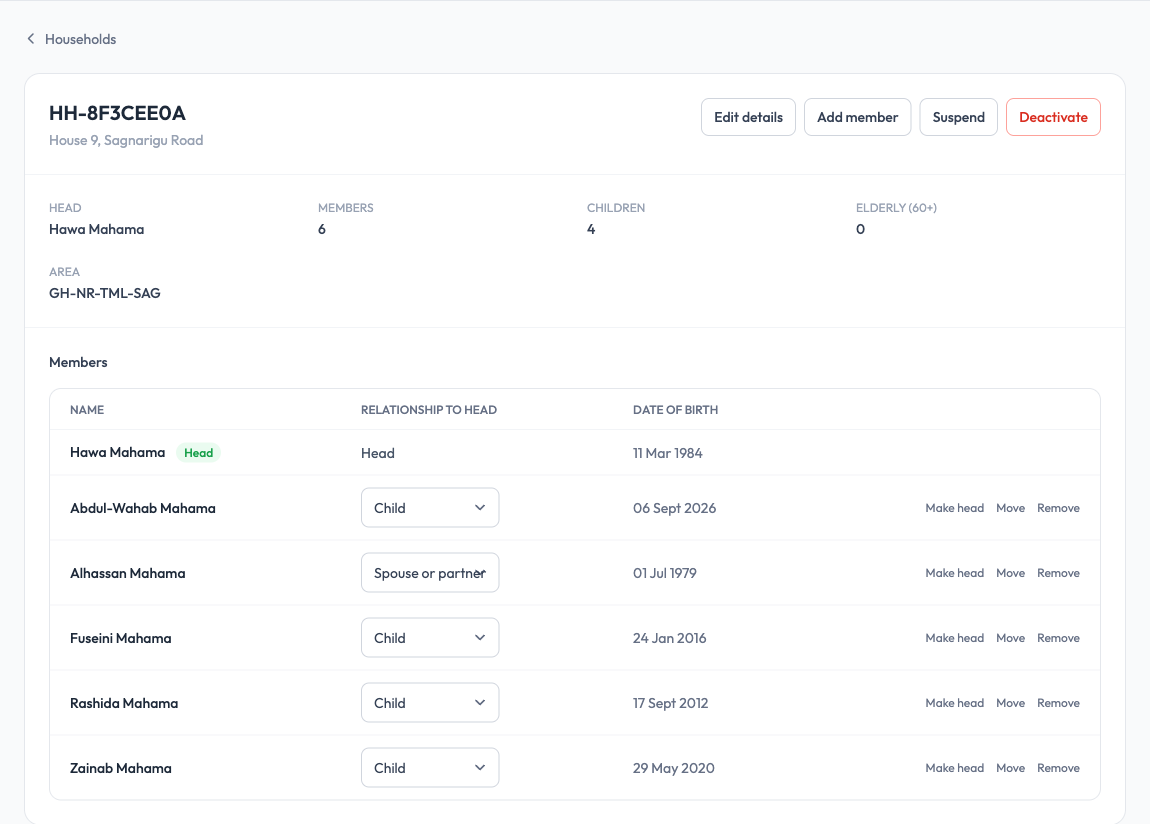 Households
HH-8F3CEE0A
House 9, Sagnarigu Road
Edit details Add member Suspend Deactivate
HEAD MEMBERS CHILDREN ELDERLY (60+)
Hawa Mahama 6 4 0
AREA
GH-NR-TML-SAG
Members
NAME RELATIONSHIP TO HEAD DATE OF BIRTH
Hawa Mahama Head Head 11 Mar 1984
Abdul-Wahab Mahama Child 06 Sept 2026 Make head Move Remove
Alhassan Mahama Spouse or partner 01 Jul 1979 Make head Move Remove
Fuseini Mahama Child 24 Jan 2016 Make head Move Remove
Rashida Mahama Child 17 Sept 2012 Make head Move Remove
Zainab Mahama Child 29 May 2020 Make head Move Remove